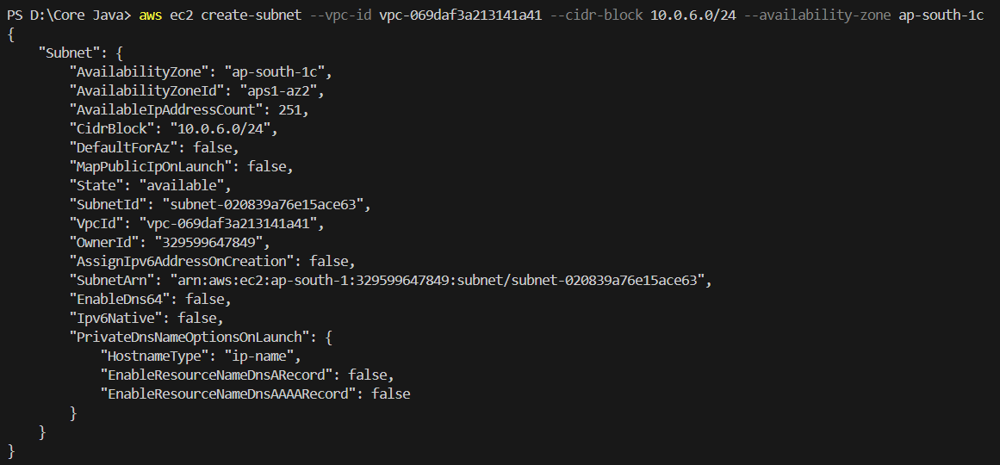 PS D:\Core Java> aws ec2 create-subnet --vpc-id vpc-069daf3a213141a41 --cidr-block 10.0.6.0/24 --availability-zone ap-south-1c
{
    "Subnet": {
        "AvailabilityZone": "ap-south-1c",
        "AvailabilityZoneId": "aps1-az2",
        "AvailableIpAddressCount": 251,
        "CidrBlock": "10.0.6.0/24",
        "DefaultForAz": false,
        "MapPublicIpOnLaunch": false,
        "State": "available",
        "SubnetId": "subnet-020839a76e15ace63",
        "VpcId": "vpc-069daf3a213141a41",
        "OwnerId": "329599647849",
        "AssignIpv6AddressOnCreation": false,
        "SubnetArn": "arn:aws:ec2:ap-south-1:329599647849:subnet/subnet-020839a76e15ace63",
        "EnableDns64": false,
        "Ipv6Native": false,
        "PrivateDnsNameOptionsOnLaunch": {
            "HostnameType": "ip-name",
            "EnableResourceNameDnsARecord": false,
            "EnableResourceNameDnsAAAARecord": false
        }
    }
}